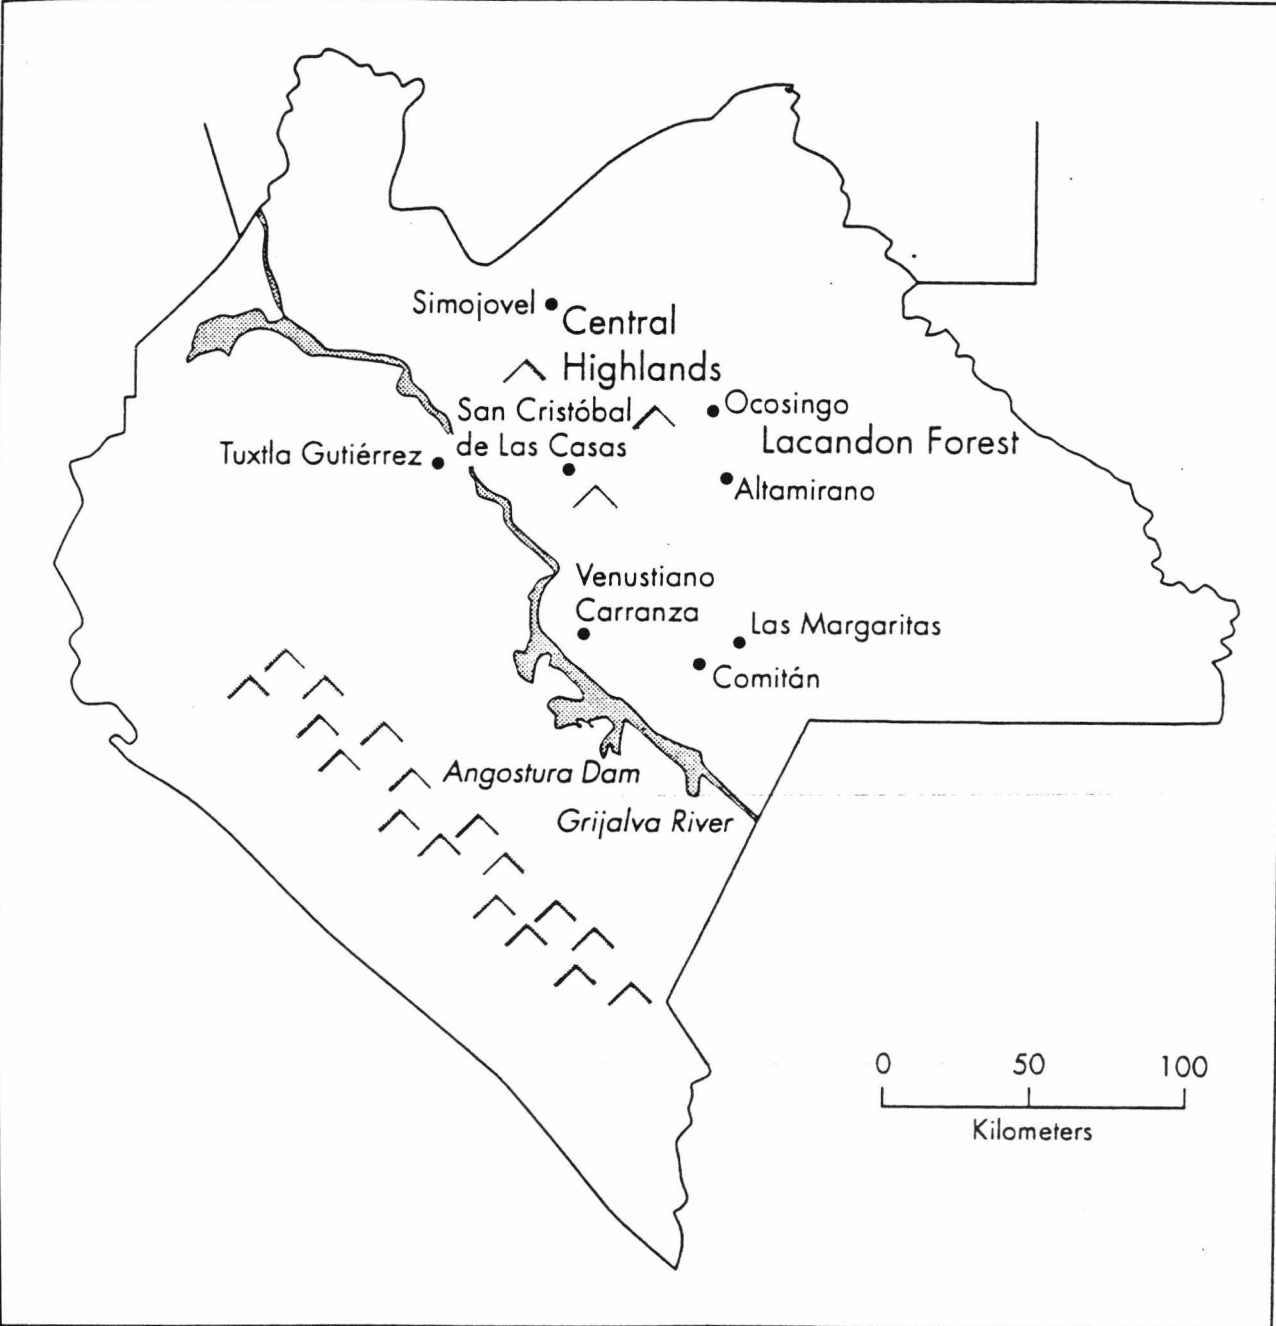 Simojovel
Central
Highlands
San Cristóbal
de Las Casas
Ocosingo
Lacandon Forest
Tuxtla Gutiérrez
Altamirano
Venustiano
Carranza
Las Margaritas
Comitán
Angostura Dam
Grijalva River
0 50 100
Kilometers